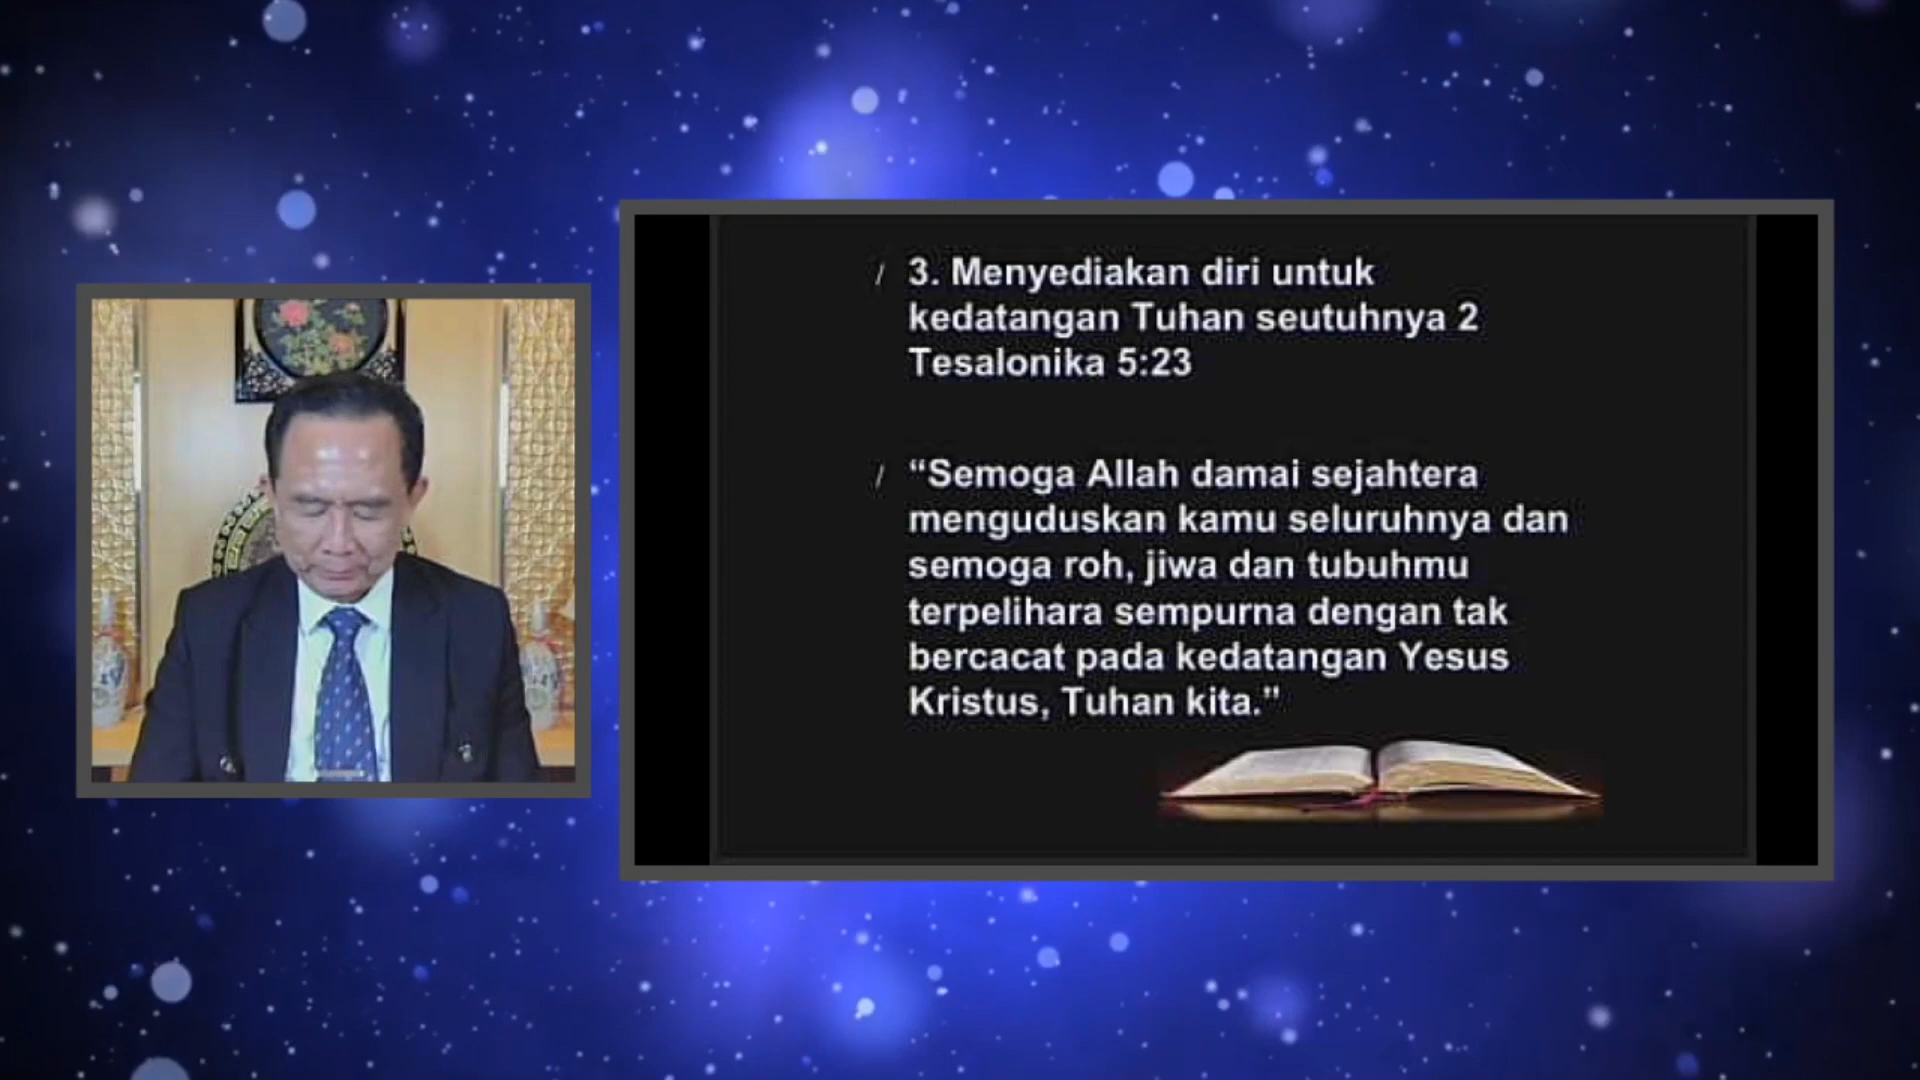 3. Menyediakan diri untuk
kedatangan Tuhan seutuhnya 2
Tesalonika 5:23
“Semoga Allah damai sejahtera
menguduskan kamu seluruhnya dan
semoga roh, jiwa dan tubuhmu
terpelihara sempurna dengan tak
bercacat pada kedatangan Yesus
Kristus, Tuhan kita.”